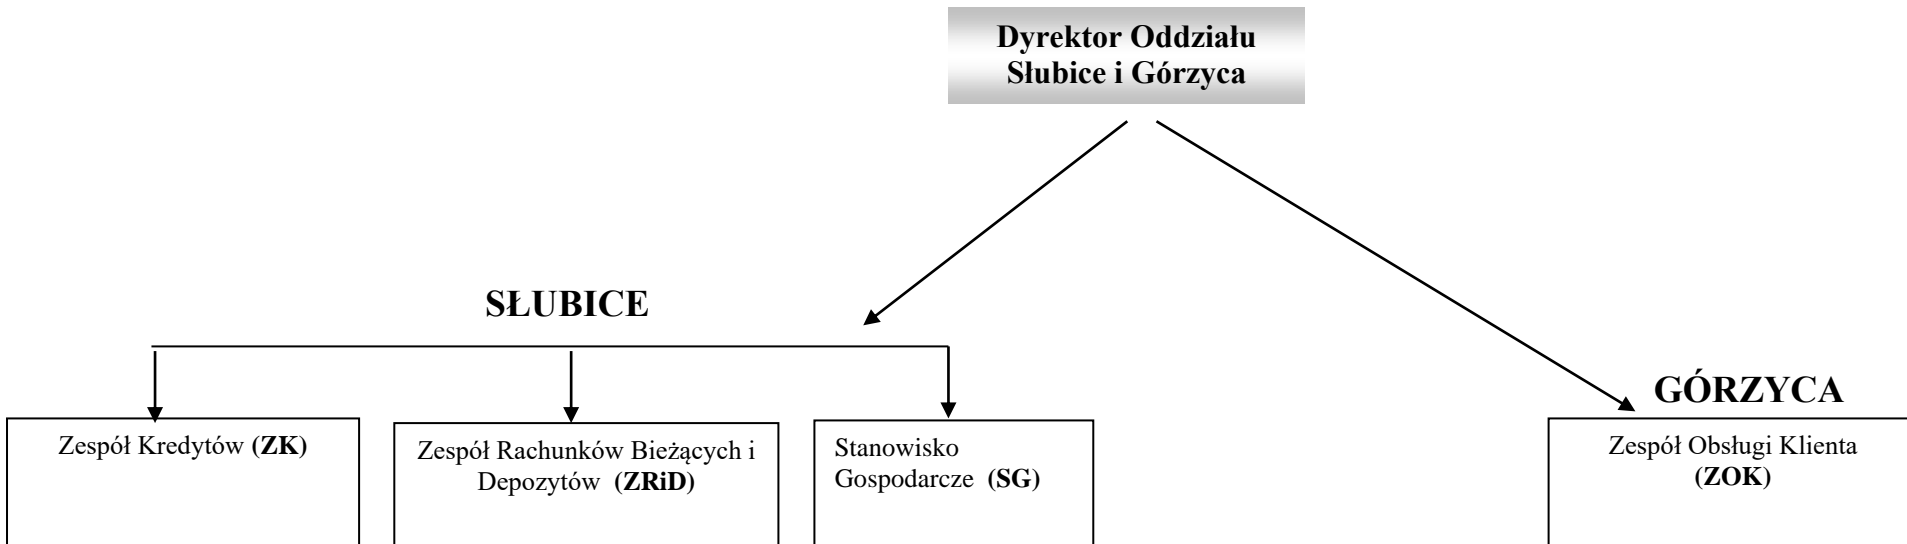 Dyrektor Oddziału
Słubice i Górzyca
SŁUBICE
GÓRZYCA
Zespół Kredytów (ZK)
Zespół Rachunków Bieżących i
Depozytów (ZRiD)
Stanowisko
Gospodarcze (SG)
Zespół Obsługi Klienta
(ZOK)